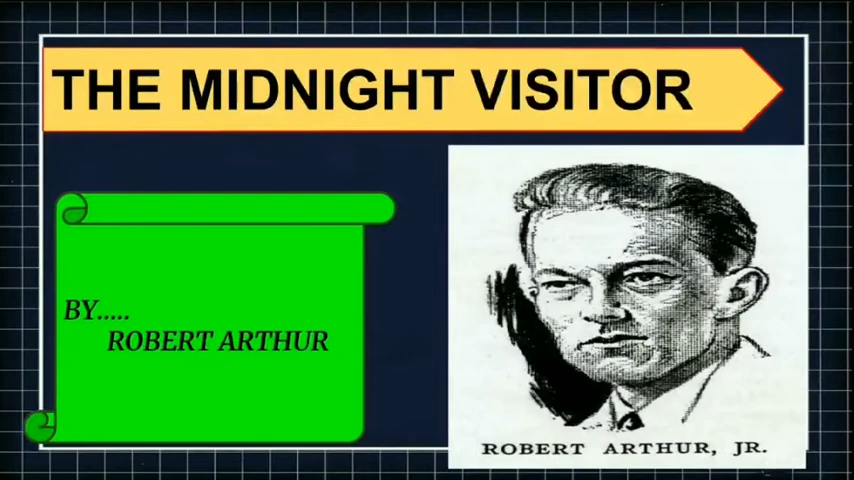 THE MIDNIGHT VISITOR
BY.....
ROBERT ARTHUR
ROBERT ARTHUR, JR.